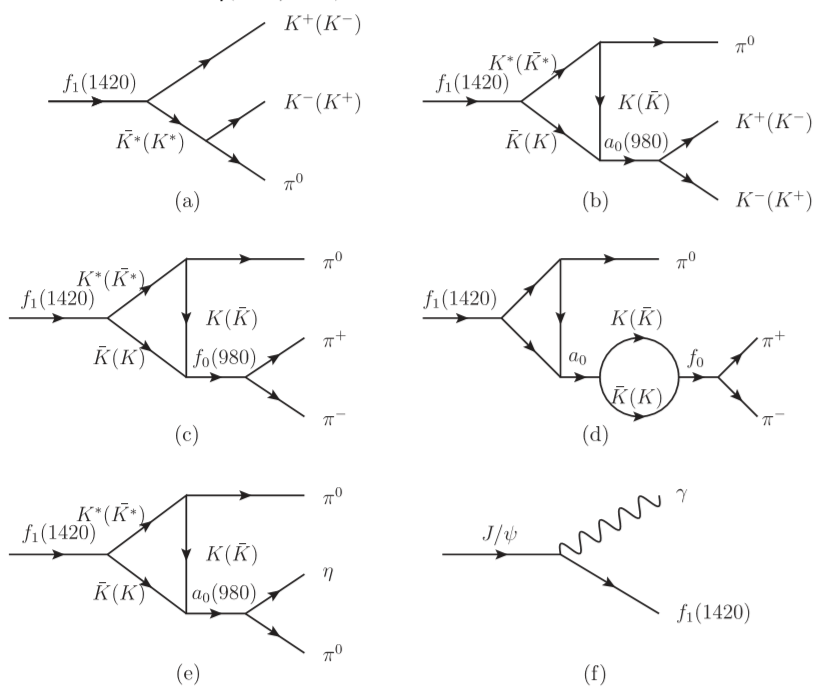 f₁(1420)
K⁺(K⁻)
K⁻(K⁺)
K̄*(K*)
π⁰
(a)
f₁(1420)
K*(K̄*)
π⁰
K(K̄)
K̄(K)
a₀(980)
K⁺(K⁻)
K⁻(K⁺)
(b)
f₁(1420)
K*(K̄*)
π⁰
K(K̄)
K̄(K)
f₀(980)
π⁺
π⁻
(c)
f₁(1420)
π⁰
a₀
K(K̄)
K̄(K)
f₀
π⁺
π⁻
(d)
f₁(1420)
K*(K̄*)
π⁰
K(K̄)
K̄(K)
a₀(980)
η
π⁰
(e)
J/ψ
γ
f₁(1420)
(f)